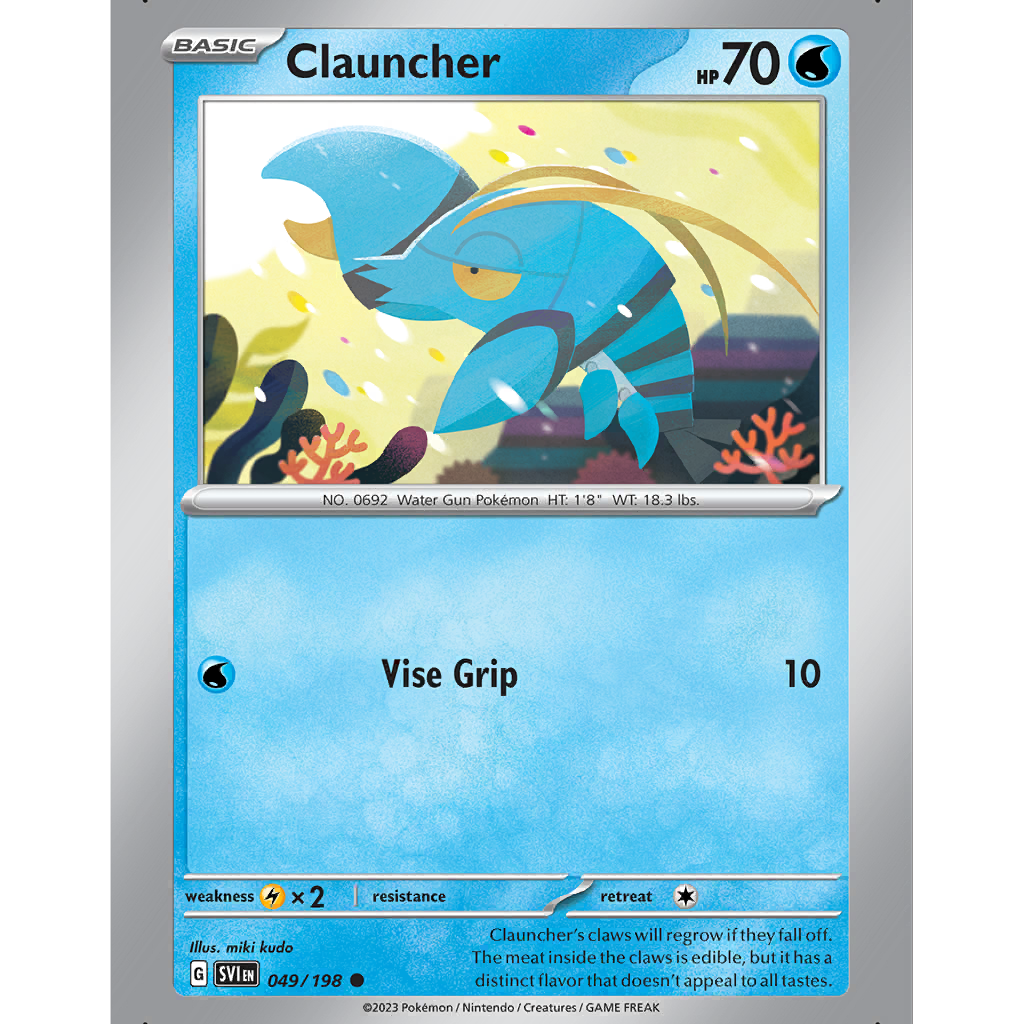 BASIC
Clauncher
HP 70
NO. 0692 Water Gun Pokémon HT: 1'8" WT: 18.3 lbs.
Vise Grip 10
weakness ×2 resistance retreat
Clauncher's claws will regrow if they fall off.
The meat inside the claws is edible, but it has a
distinct flavor that doesn't appeal to all tastes.
Illus. miki kudo
G SVI EN 049/198
©2023 Pokémon / Nintendo / Creatures / GAME FREAK